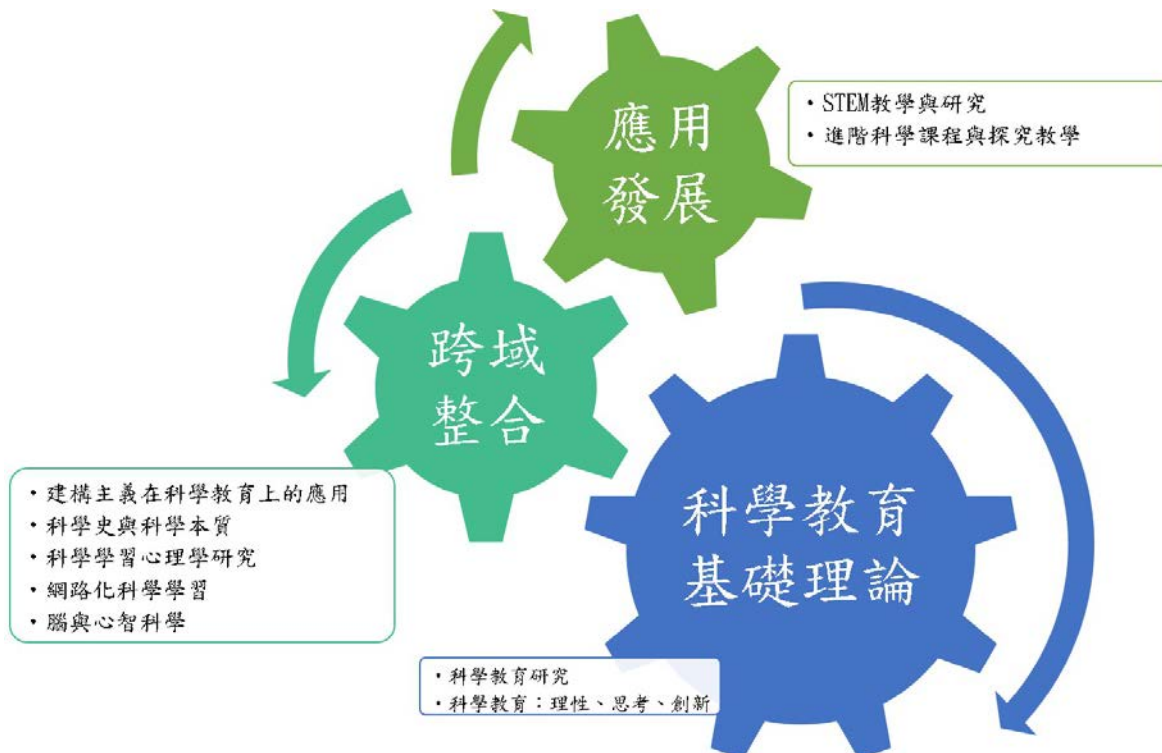 應用
發展
• STEM教學與研究
• 進階科學課程與探究教學
跨域
整合
• 建構主義在科學教育上的應用
• 科學史與科學本質
• 科學學習心理學研究
• 網路化科學學習
• 腦與心智科學
科學教育
基礎理論
• 科學教育研究
• 科學教育：理性、思考、創新